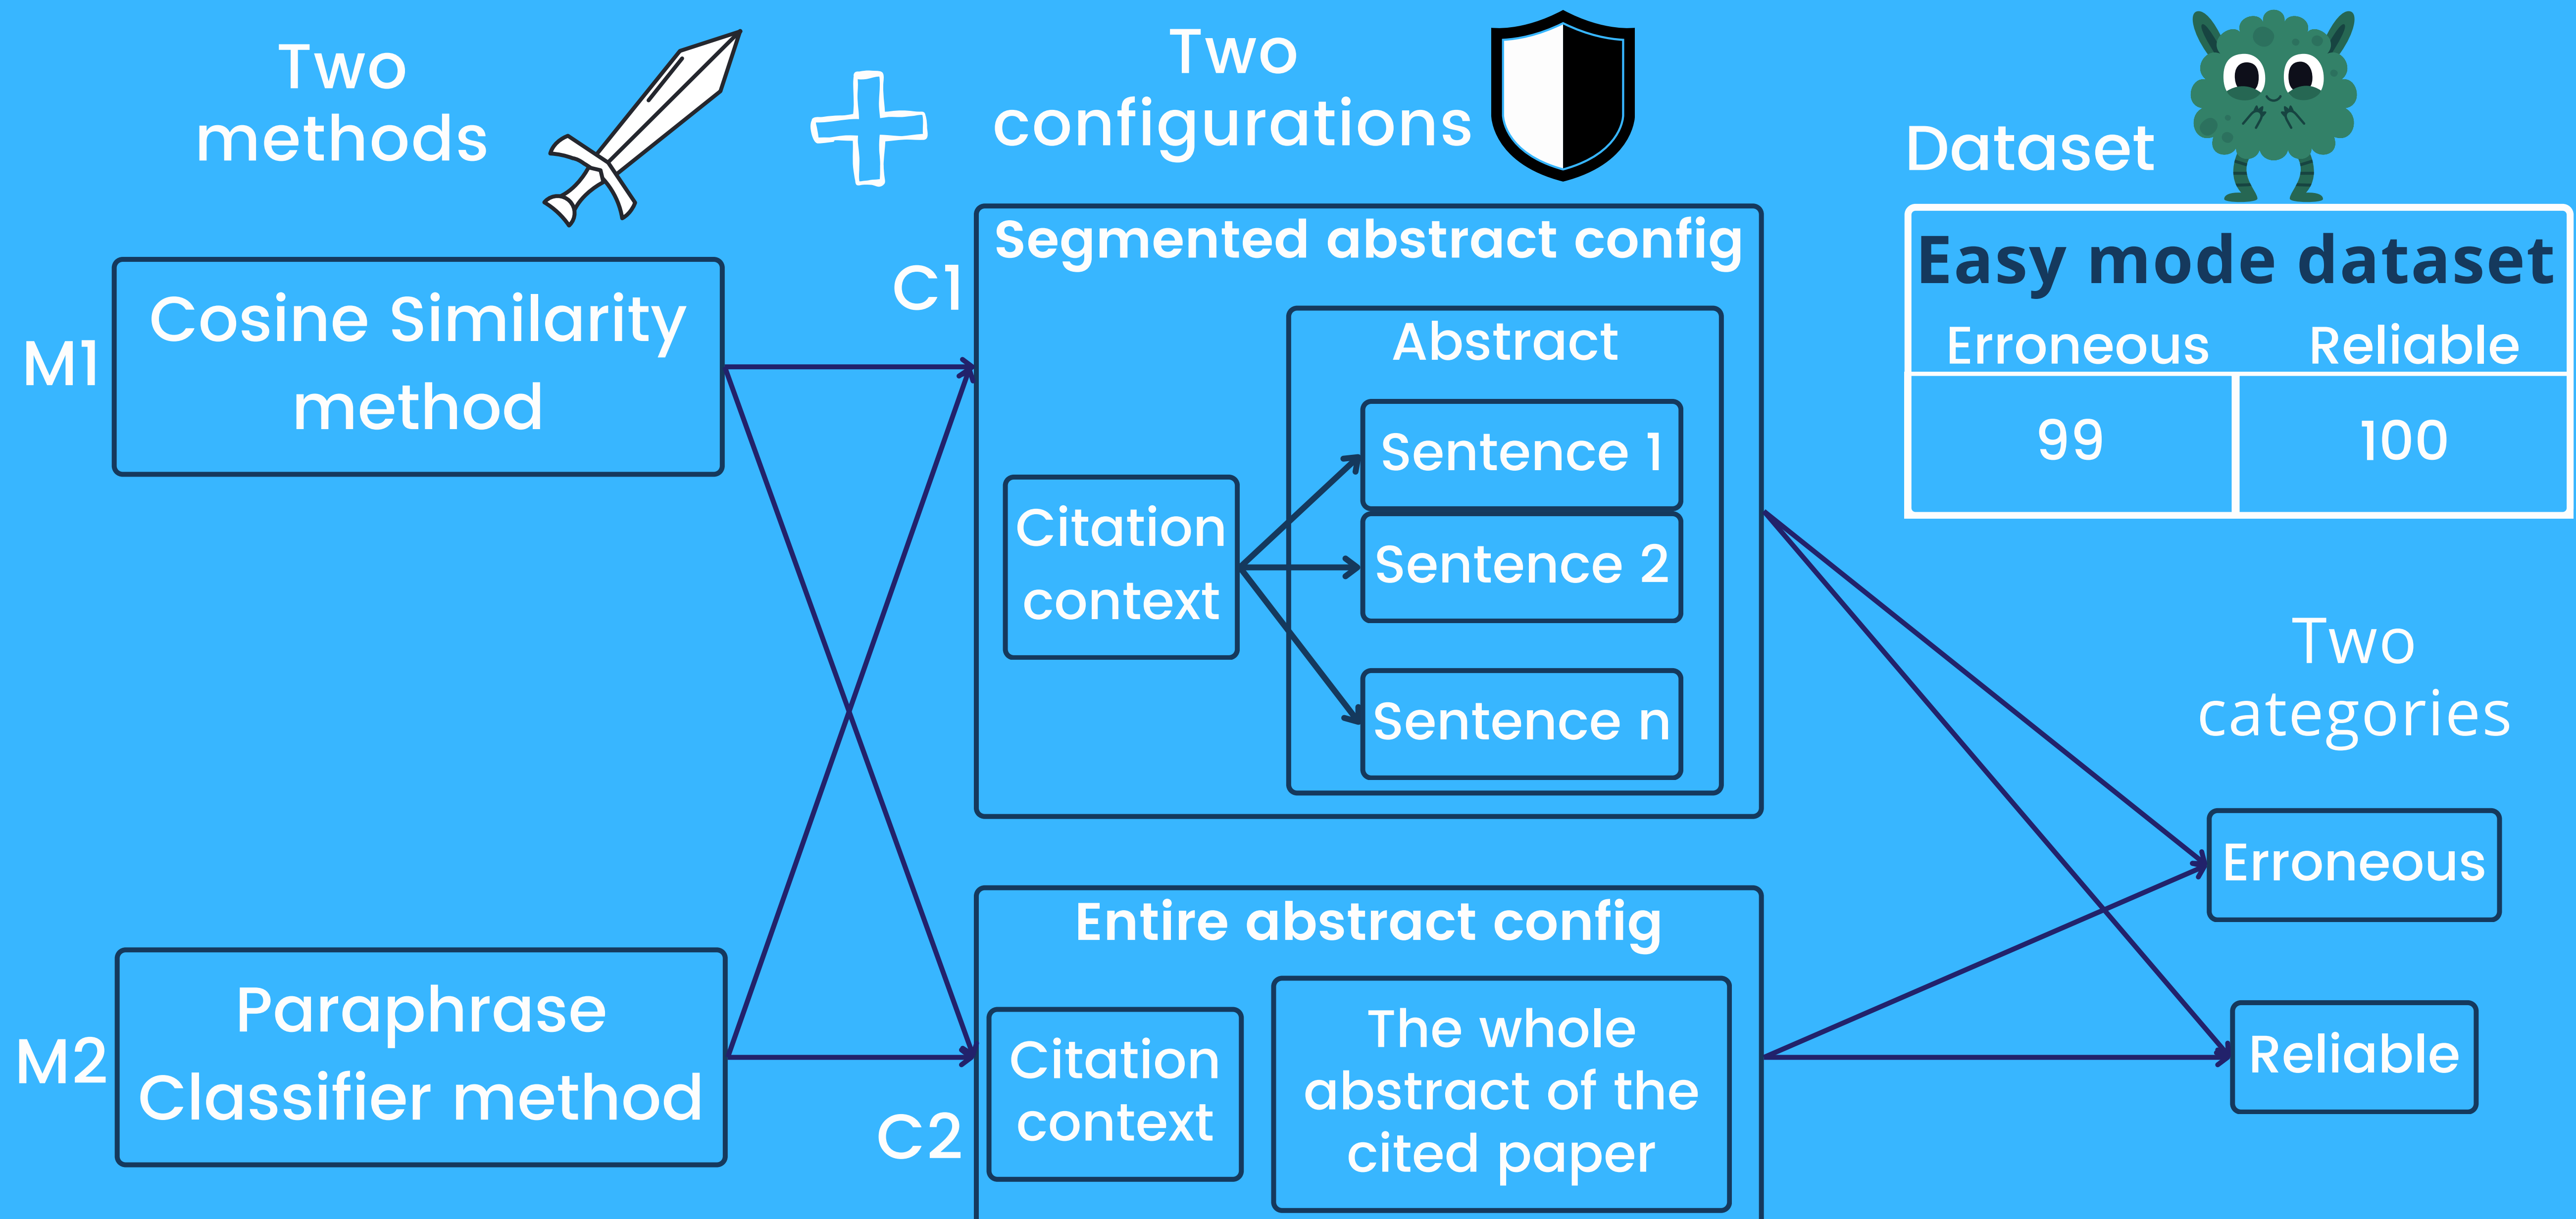 Two
methods
Two
configurations
Dataset
M1
Cosine Similarity
method
M2
Paraphrase
Classifier method
C1
Segmented abstract config
Citation
context
Abstract
Sentence 1
Sentence 2
Sentence n
C2
Entire abstract config
Citation
context
The whole
abstract of the
cited paper
Easy mode dataset
Erroneous Reliable
99 100
Two
categories
Erroneous
Reliable